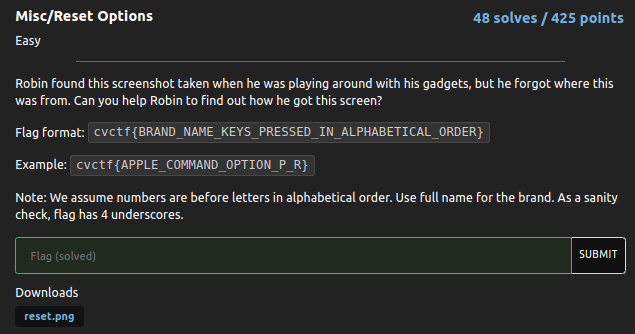 Misc/Reset Options
48 solves / 425 points
Easy
Robin found this screenshot taken when he was playing around with his gadgets, but he forgot where this
was from. Can you help Robin to find out how he got this screen?
Flag format: cvctf{BRAND_NAME_KEYS_PRESSED_IN_ALPHABETICAL_ORDER}
Example: cvctf{APPLE_COMMAND_OPTION_P_R}
Note: We assume numbers are before letters in alphabetical order. Use full name for the brand. As a sanity
check, flag has 4 underscores.
Flag (solved)
SUBMIT
Downloads
reset.png